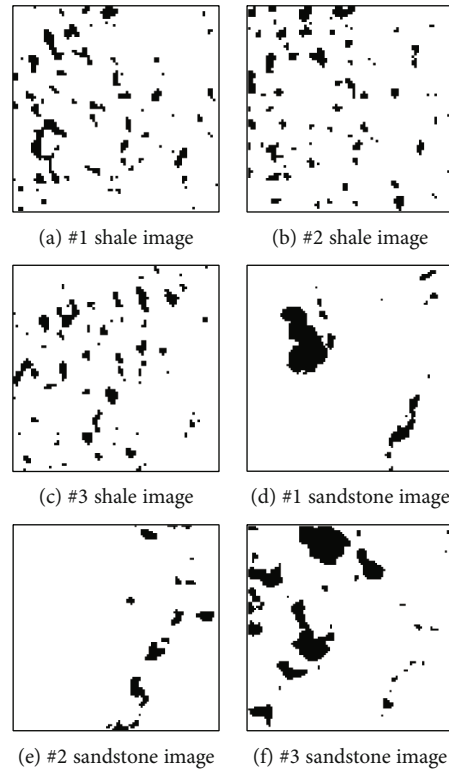 (a) #1 shale image
(b) #2 shale image
(c) #3 shale image
(d) #1 sandstone image
(e) #2 sandstone image
(f) #3 sandstone image